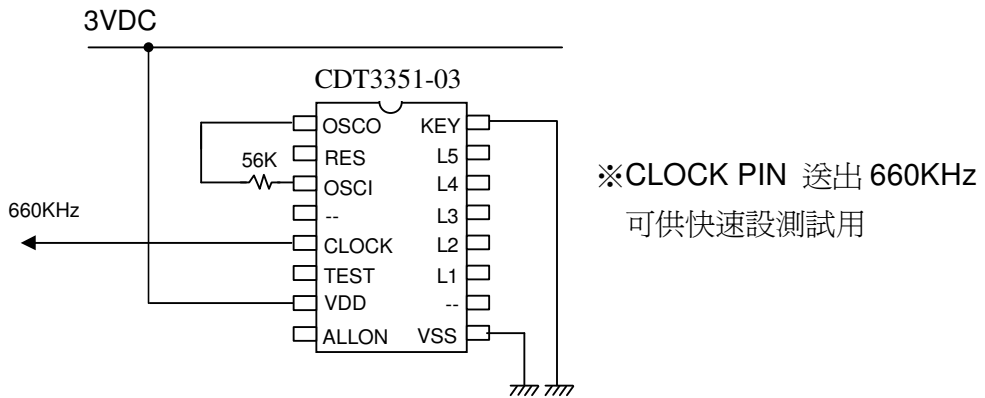 3VDC
CDT3351-03
OSCO KEY
RES L5
56K
OSCI L4
-- L3
660KHz
CLOCK L2
TEST L1
VDD --
ALLON VSS
※CLOCK PIN 送出 660KHz
可供快速設測試用